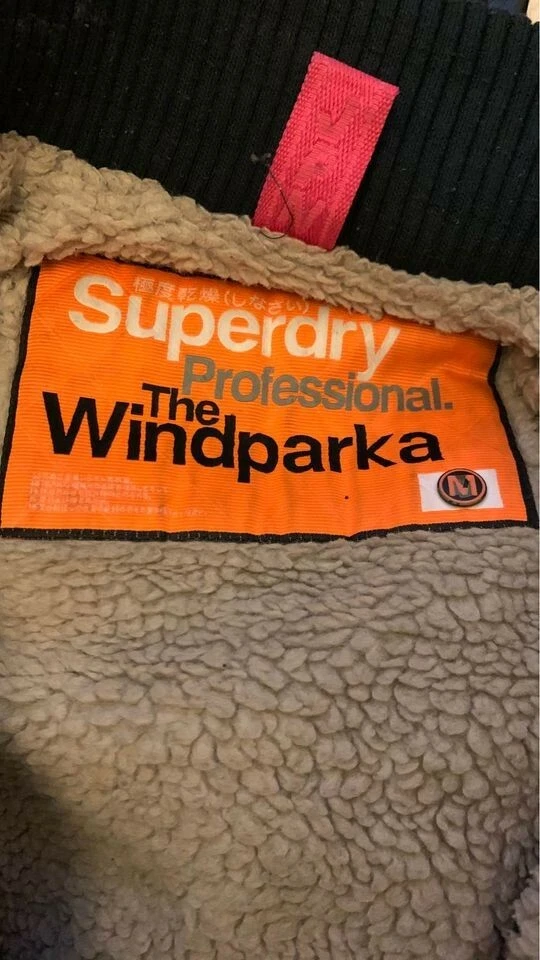 極度乾燥(しなさい)
Superdry
Professional.
The
Windparka
M